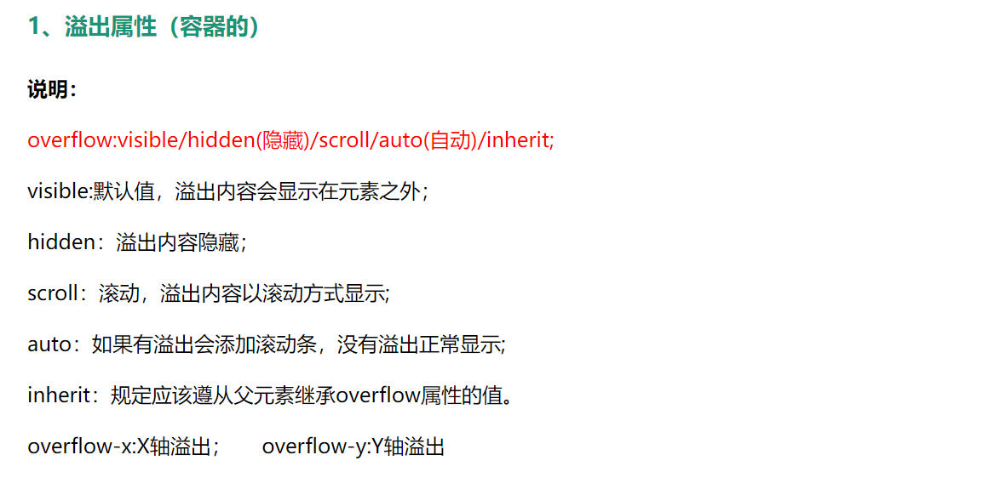 1、溢出属性（容器的）
说明：
overflow:visible/hidden(隐藏)/scroll/auto(自动)/inherit;
visible:默认值，溢出内容会显示在元素之外；
hidden：溢出内容隐藏；
scroll：滚动，溢出内容以滚动方式显示;
auto：如果有溢出会添加滚动条，没有溢出正常显示;
inherit：规定应该遵从父元素继承overflow属性的值。
overflow-x:X轴溢出； overflow-y:Y轴溢出